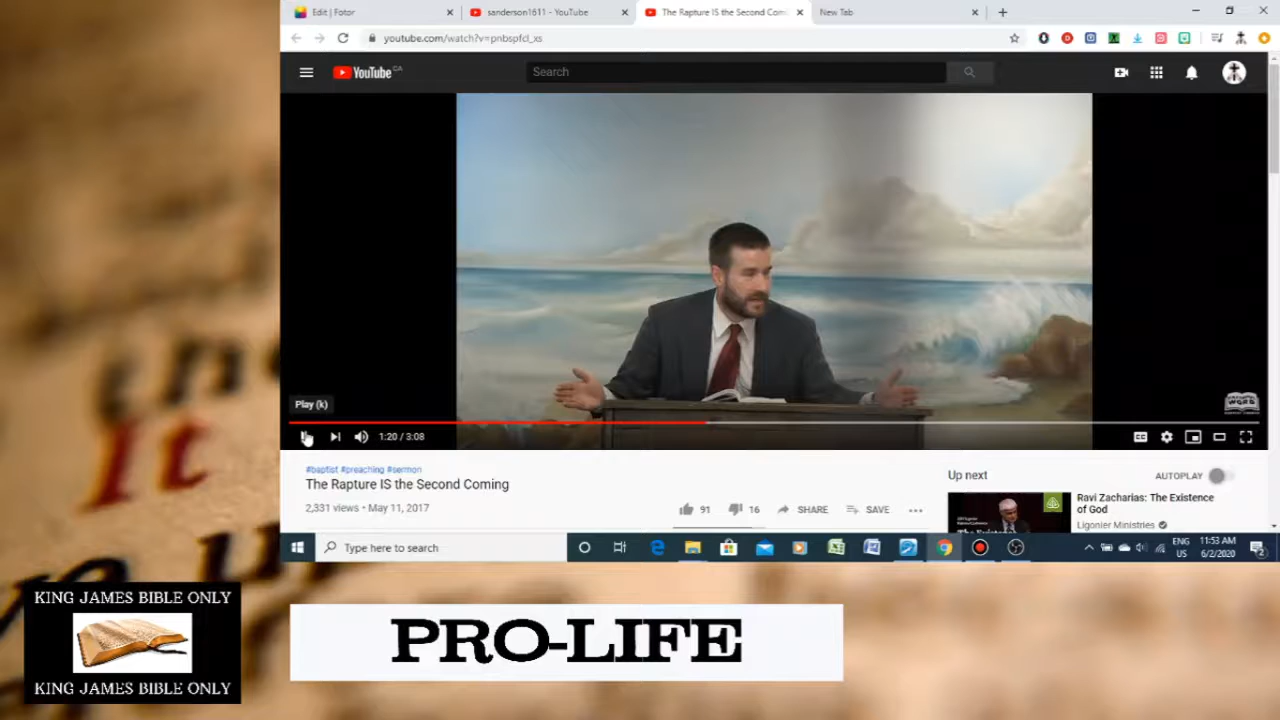 Edit | Fotor
sanderson1611 - YouTube
The Rapture IS the Second Com
New Tab
youtube.com/watch?v=pnbspfcl_xs
YouTube CA
Search
Play (k)
1:20 / 3:08
#baptist #preaching #sermon
The Rapture IS the Second Coming
2,331 views • May 11, 2017
91
16
SHARE
SAVE
Up next
AUTOPLAY
Ravi Zacharias: The Existence
of God
Ligonier Ministries
Type here to search
ENG
US
11:53 AM
6/2/2020
It
KING JAMES BIBLE ONLY
KING JAMES BIBLE ONLY
PRO-LIFE